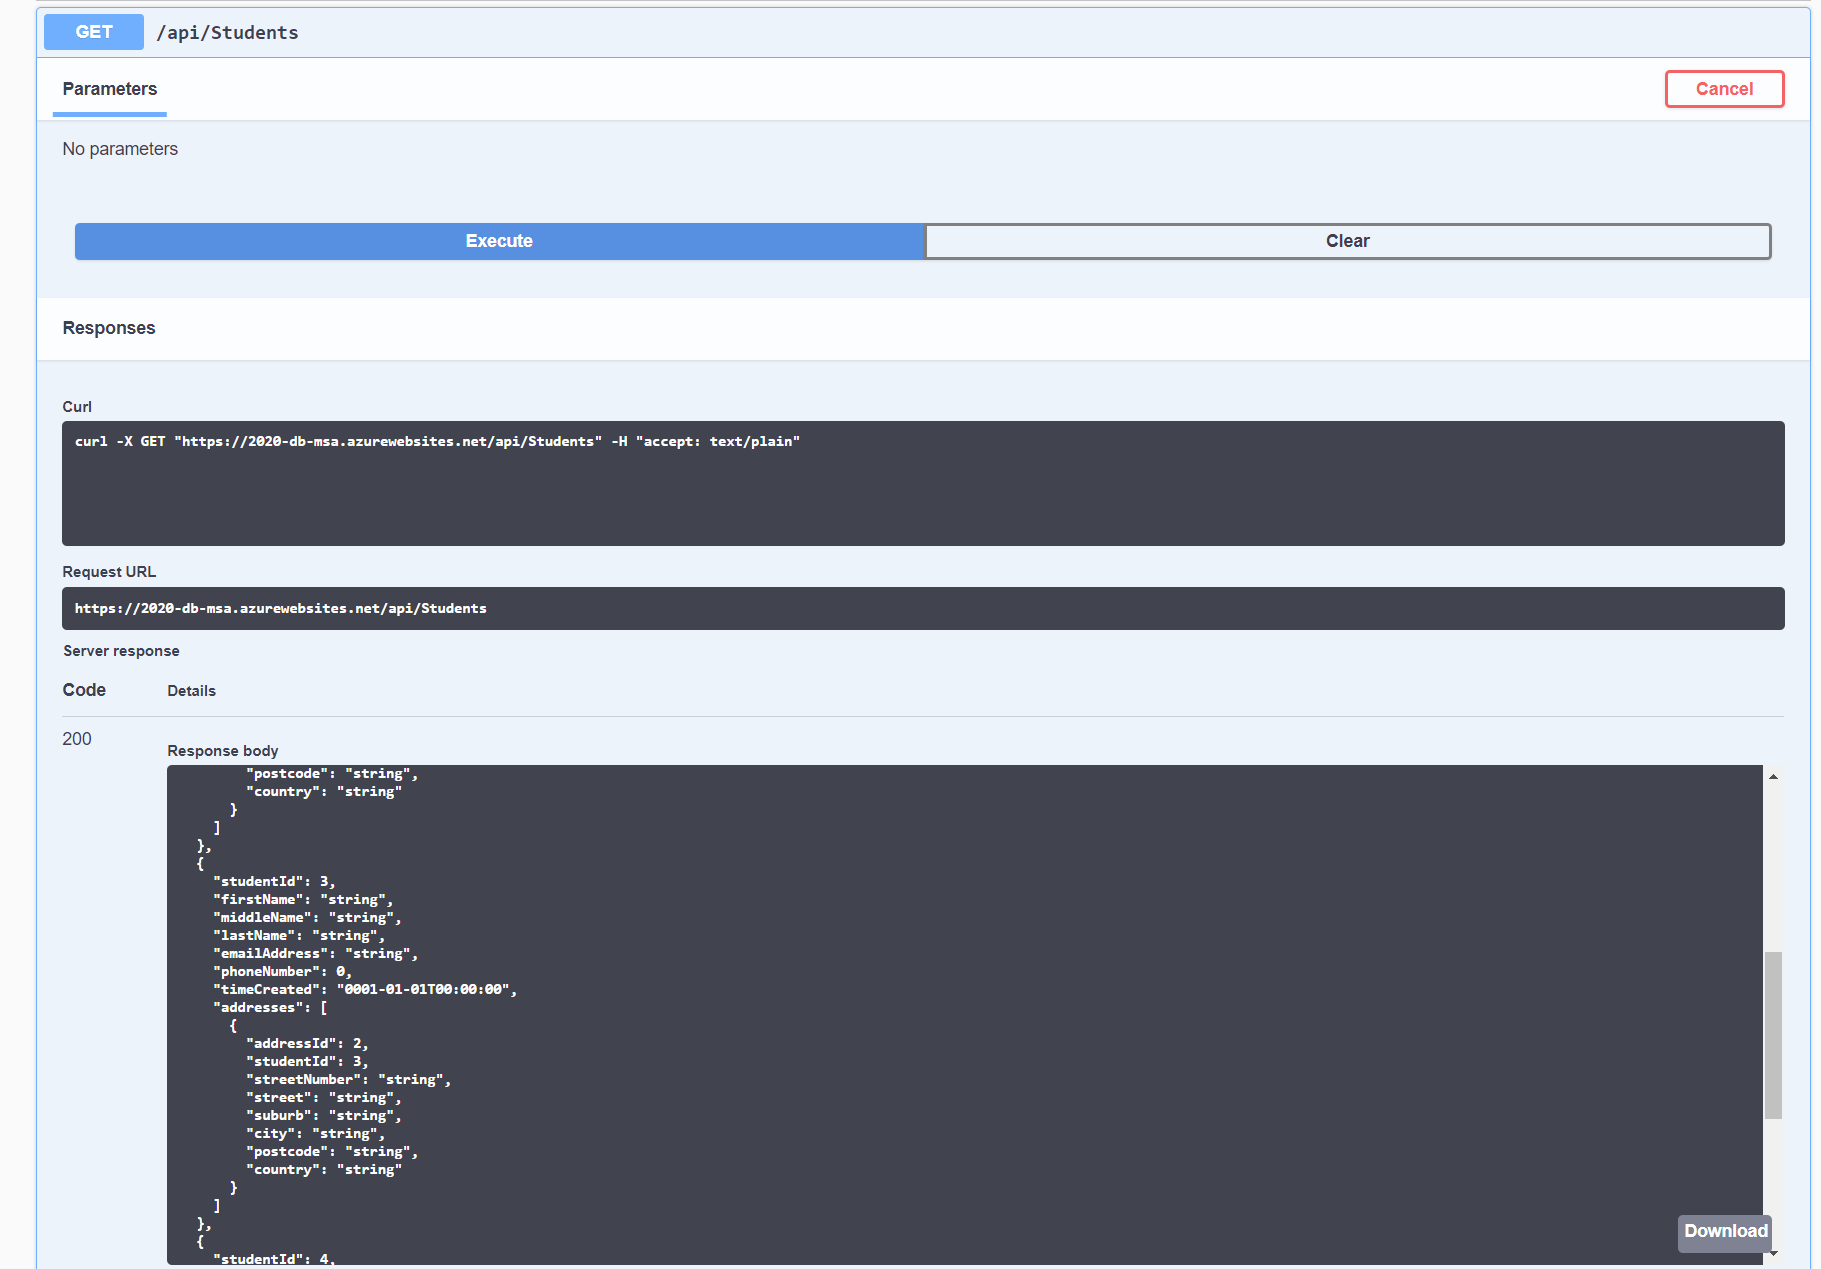 GET /api/Students
Parameters
Cancel
No parameters
Execute
Clear
Responses
Curl
curl -X GET "https://2020-db-msa.azurewebsites.net/api/Students" -H "accept: text/plain"
Request URL
https://2020-db-msa.azurewebsites.net/api/Students
Server response
Code Details
200
Response body
"postcode": "string",
"country": "string"
}
]
},
{
"studentId": 3,
"firstName": "string",
"middleName": "string",
"lastName": "string",
"emailAddress": "string",
"phoneNumber": 0,
"timeCreated": "0001-01-01T00:00:00",
"addresses": [
{
"addressId": 2,
"studentId": 3,
"streetNumber": "string",
"street": "string",
"suburb": "string",
"city": "string",
"postcode": "string",
"country": "string"
}
]
},
{
"studentId": 4,
Download